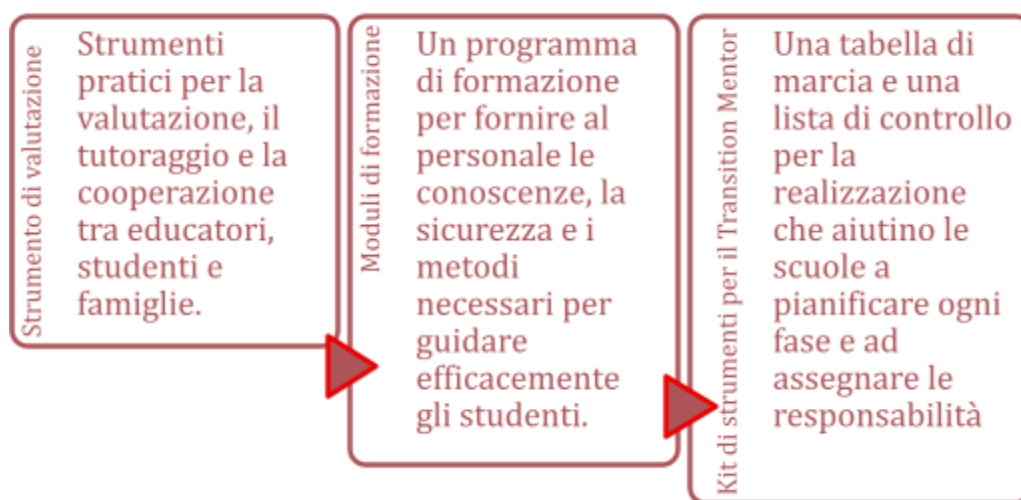 Strumento di valutazione
Strumenti
pratici per la
valutazione, il
tutoraggio e la
cooperazione
tra educatori,
studenti e
famiglie.
Moduli di formazione
Un programma
di formazione
per fornire al
personale le
conoscenze, la
sicurezza e i
metodi
necessari per
guidare
efficacemente
gli studenti.
Kit di strumenti per il Transition Mentor
Una tabella di
marcia e una
lista di controllo
per la
realizzazione
che aiutino le
scuole a
pianificare ogni
fase e ad
assegnare le
responsabilità